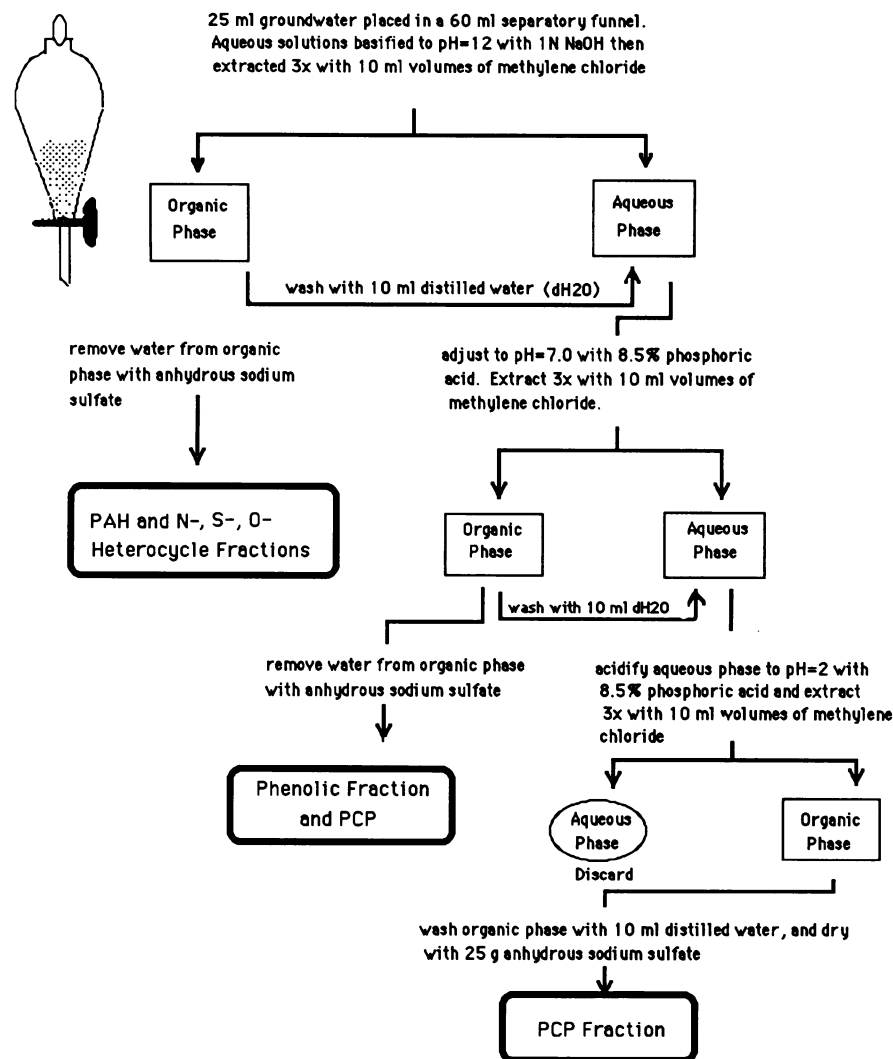 25 ml groundwater placed in a 60 ml separatory funnel.
Aqueous solutions basified to pH=12 with 1N NaOH then
extracted 3x with 10 ml volumes of methylene chloride
Organic
Phase
Aqueous
Phase
wash with 10 ml distilled water (dH2O)
remove water from organic
phase with anhydrous sodium
sulfate
adjust to pH=7.0 with 8.5% phosphoric
acid. Extract 3x with 10 ml volumes of
methylene chloride.
PAH and N-, S-, O-
Heterocycle Fractions
Organic
Phase
Aqueous
Phase
wash with 10 ml dH2O
remove water from organic phase
with anhydrous sodium sulfate
acidify aqueous phase to pH=2 with
8.5% phosphoric acid and extract
3x with 10 ml volumes of methylene
chloride
Phenolic Fraction
and PCP
Aqueous
Phase
Discard
Organic
Phase
wash organic phase with 10 ml distilled water, and dry
with 25 g anhydrous sodium sulfate
PCP Fraction